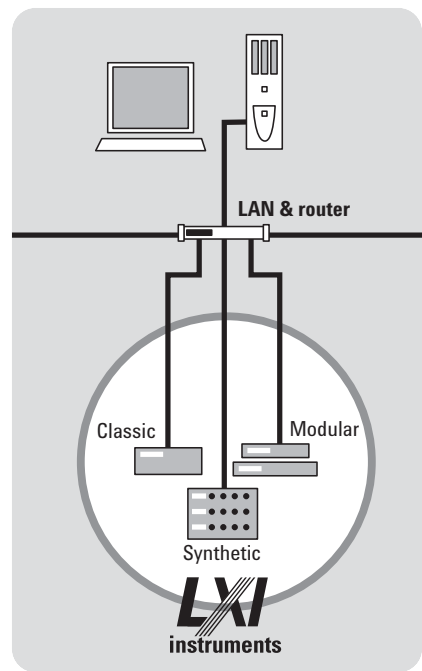 LAN & router
Classic
Modular
Synthetic
LXI
instruments